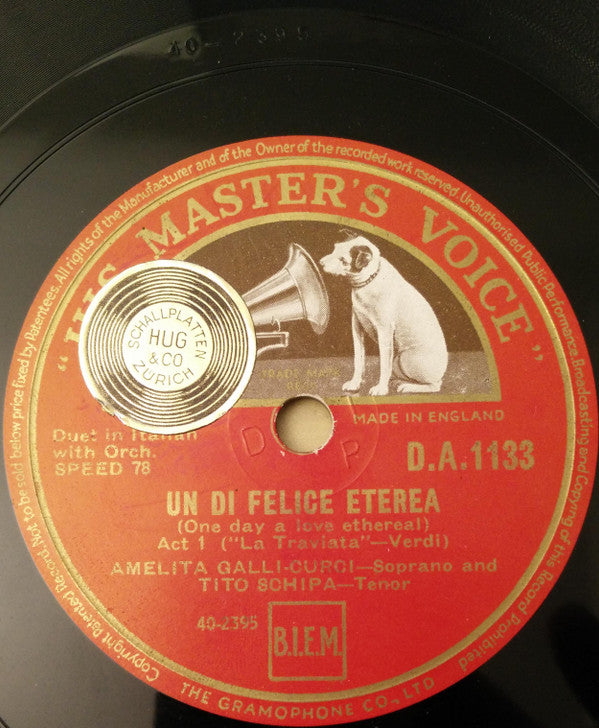 40-2395
Copyright Patented Record. Not to be sold below price fixed by Patentees. All rights of the Manufacturer and of the Owner of the recorded work reserved. Unauthorised Public Performance Broadcasting and Copying of this Record Prohibited
"HIS MASTER'S VOICE"
SCHALLPLATTEN
HUG
& CO
ZURICH
TRADE MARK
MADE IN ENGLAND
Duet in Italian
with Orch.
SPEED 78
D P
D.A.1133
UN DI FELICE ETEREA
(One day a love ethereal)
Act 1 ("La Traviata"—Verdi)
AMELITA GALLI-CURCI—Soprano and
TITO SCHIPA—Tenor
40-2395
B.I.E.M.
THE GRAMOPHONE CO., LTD